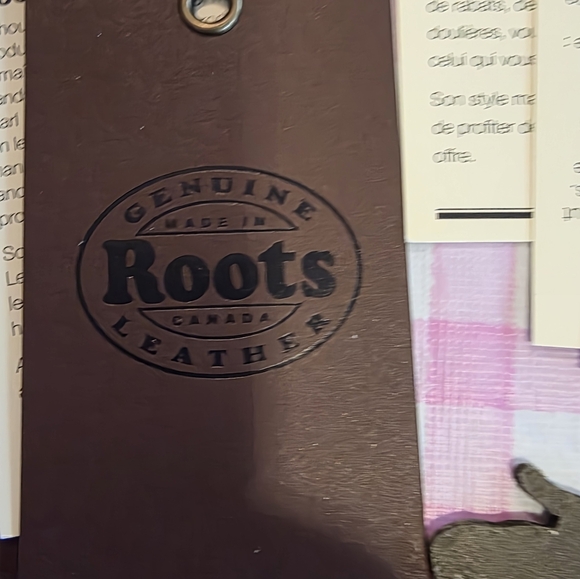 GENUINE
MADE IN
Roots
CANADA
LEATHER
de rabats, de
doulières, vou
celui qui vous
Son style ma
de profiter de
offre.